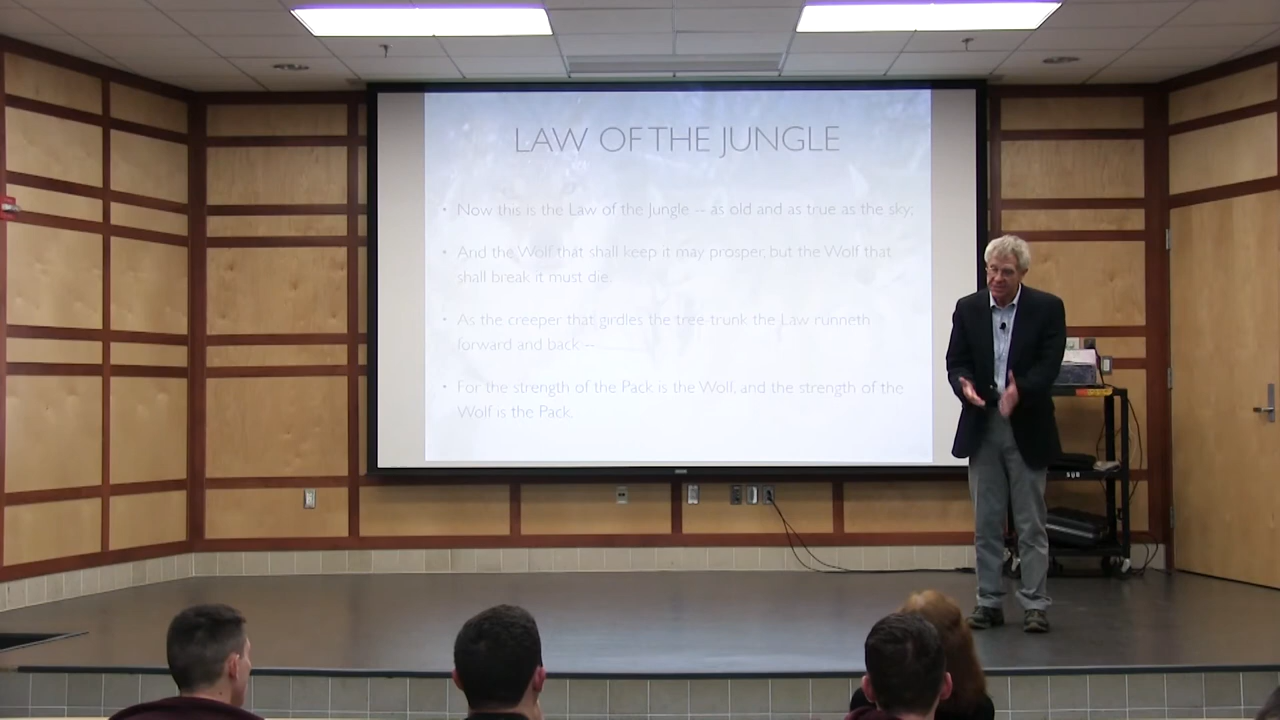 LAW OF THE JUNGLE
• Now this is the Law of the Jungle -- as old and as true as the sky;
• And the Wolf that shall keep it may prosper, but the Wolf that
shall break it must die.
• As the creeper that girdles the tree-trunk the Law runneth
forward and back --
• For the strength of the Pack is the Wolf, and the strength of the
Wolf is the Pack.